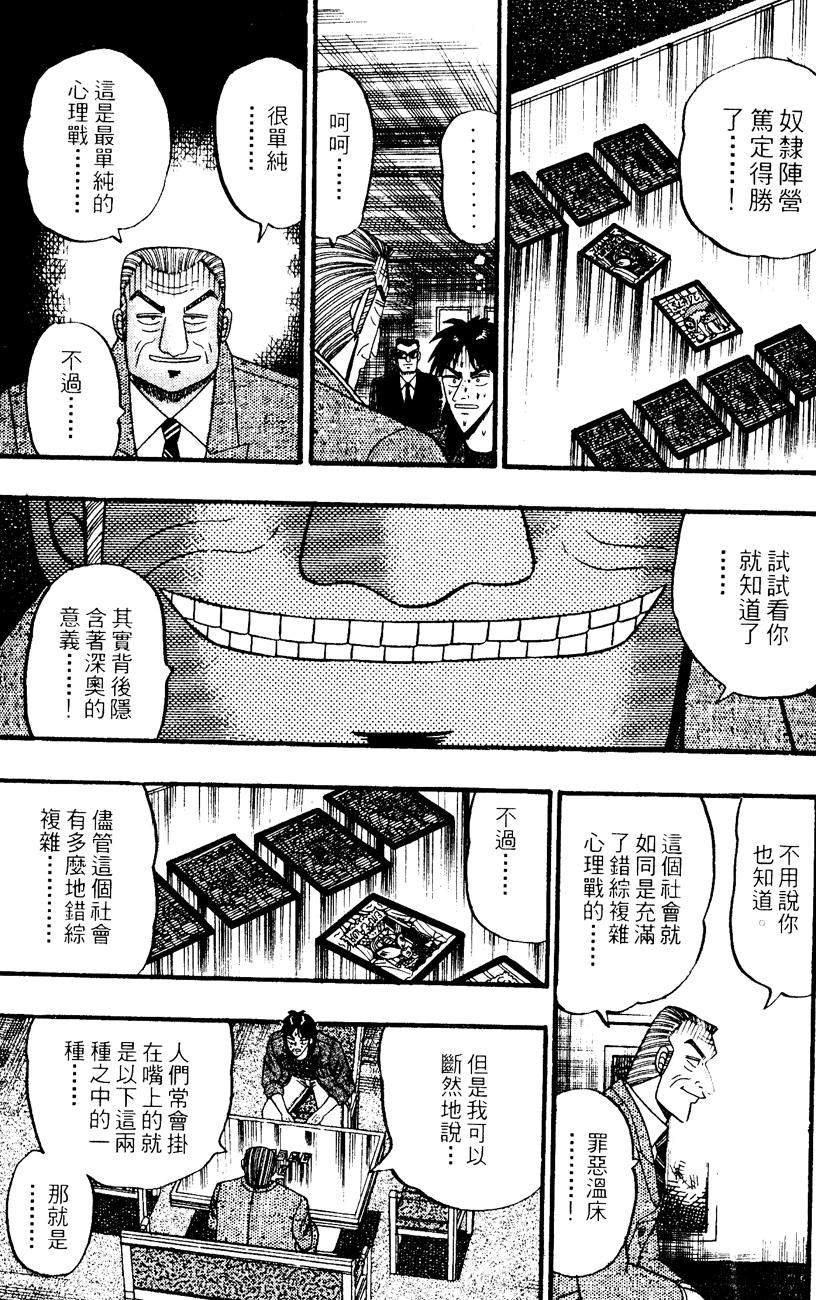 奴隸陣營
篤定得勝
了……！
………
呵呵……
很單純
………
這是最單純的
心理戰………
不過……
試試看你
就知道了
……
其實背後隱
含著深奧的
意義……！
不用說你
也知道。
這個社會就
如同是充滿
了錯綜複雜
心理戰的……
罪惡溫床
………！
不過……
儘管這個社會
有多麼地錯綜
複雜…………
但是我可以
斷然地說…
人們常會掛
在嘴上的就
是以下這兩
種之中的一
種……
那就是
………